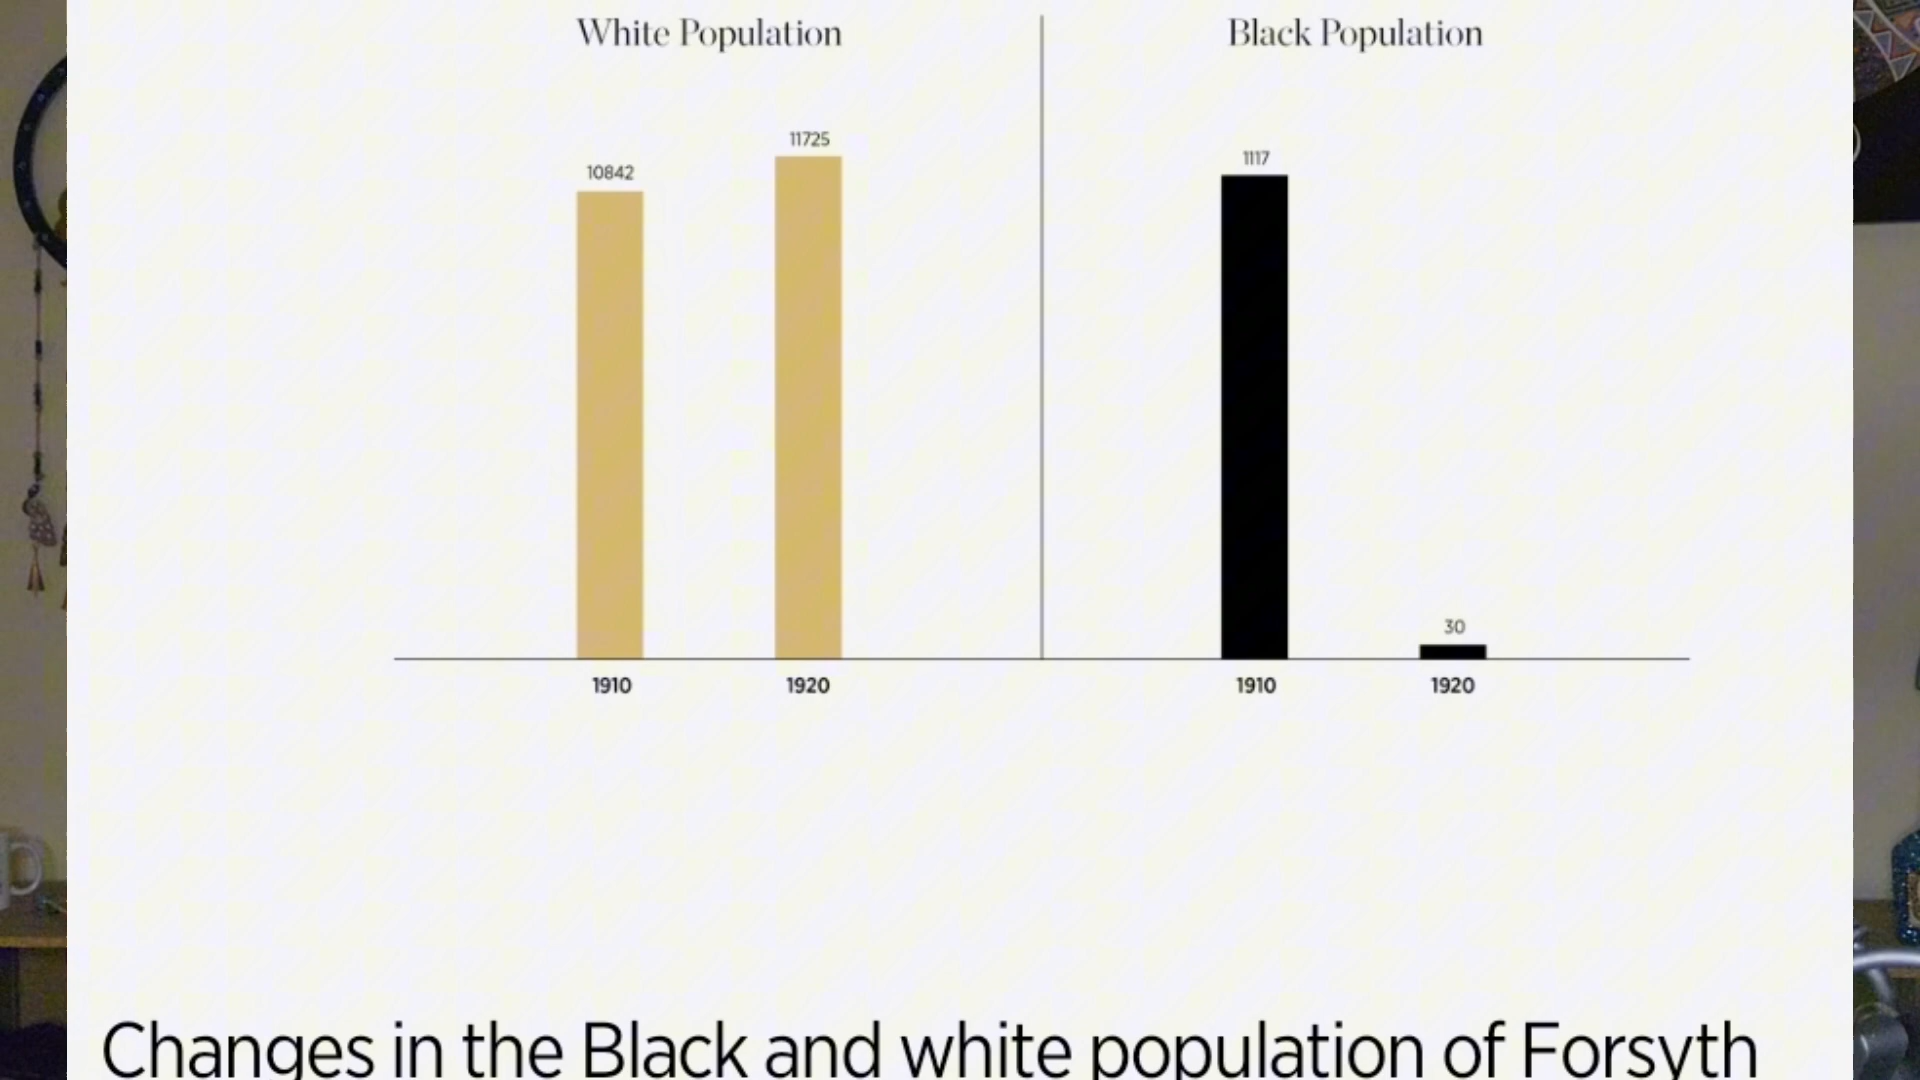 White Population
Black Population
10842
11725
1117
30
1910
1920
1910
1920
Changes in the Black and white population of Forsyth